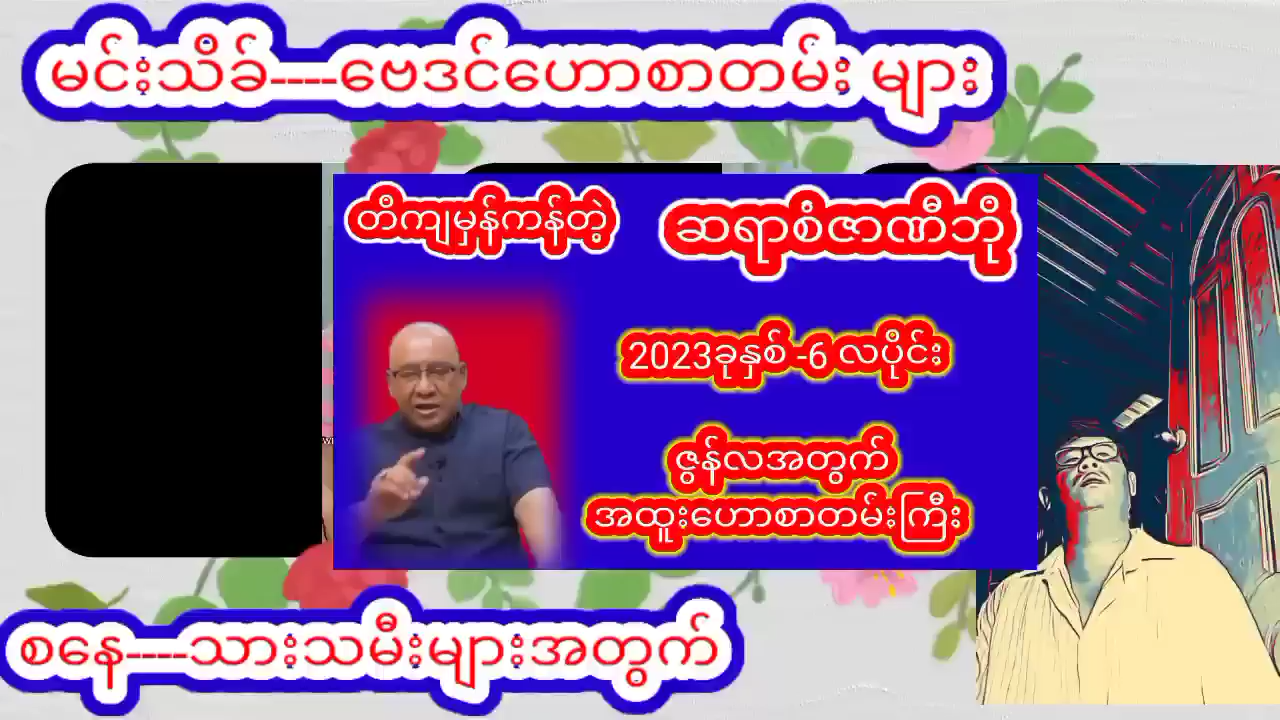 မင်းသိခ်----ဗေဒင်ဟောစာတမ်း များ
တိကျမှန်ကန်တဲ့
ဆရာစံဇာဏီဘို
2023ခုနှစ် -6 လပိုင်း
ဇွန်လအတွက်
အထူးဟောစာတမ်းကြီး
စနေ----သားသမီးများအတွက်